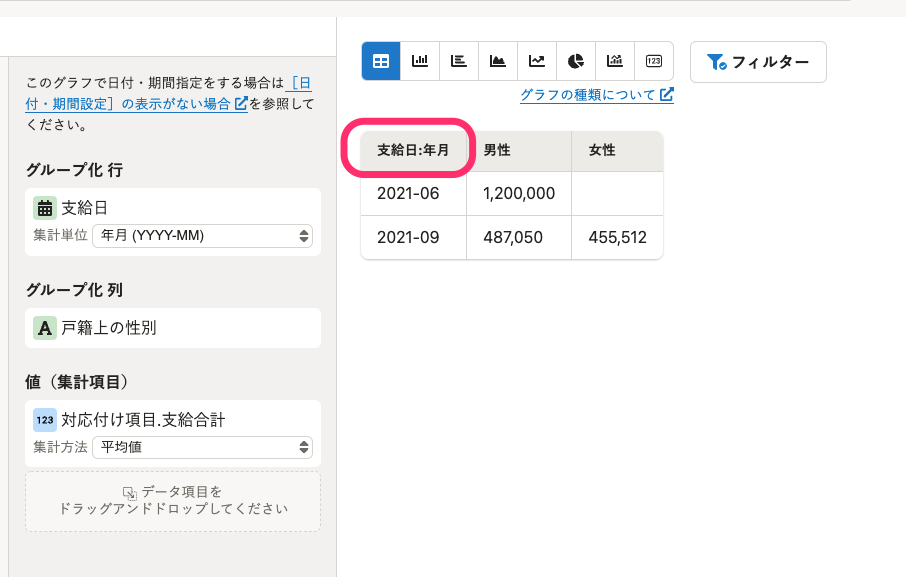 このグラフで日付・期間指定をする場合は［日
付・期間設定］の表示がない場合を参照して
ください。
グループ化 行
支給日
集計単位 年月 (YYYY-MM)
グループ化 列
A 戸籍上の性別
値（集計項目）
123 対応付け項目.支給合計
集計方法 平均値
データ項目を
ドラッグアンドドロップしてください
123
フィルター
グラフの種類について
支給日:年月 男性 女性
2021-06 1,200,000
2021-09 487,050 455,512